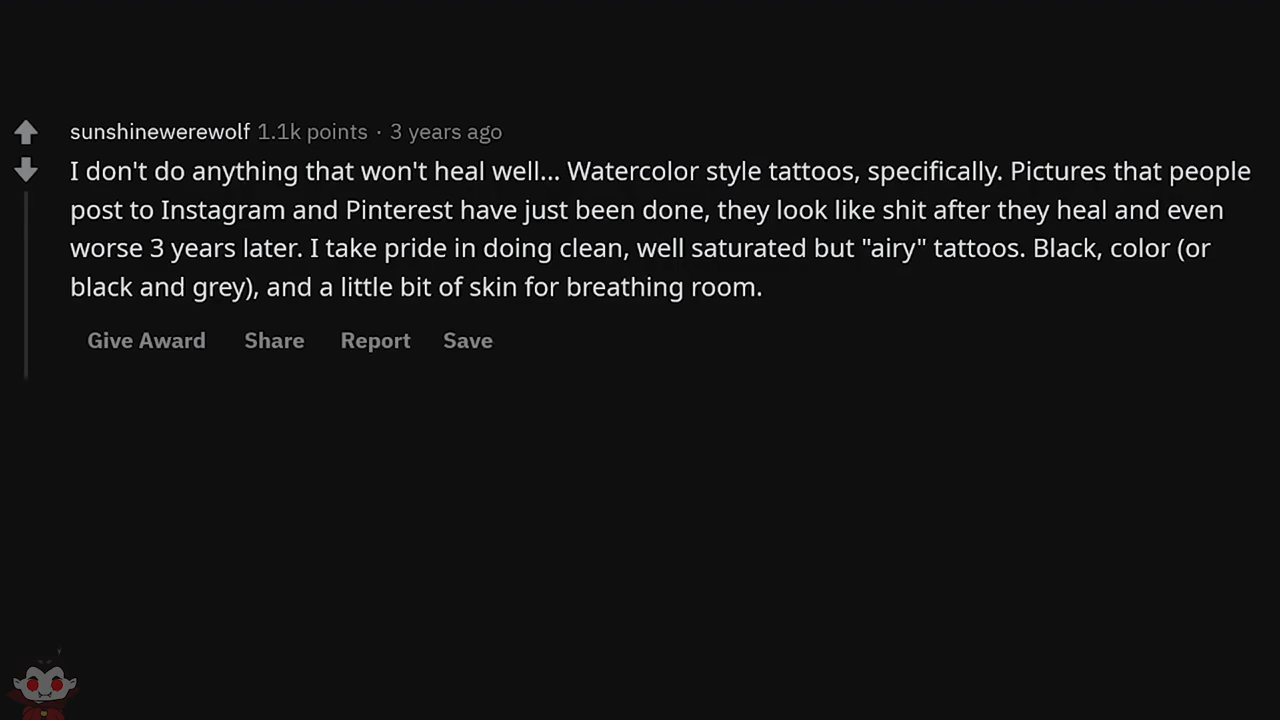 sunshinewerewolf 1.1k points · 3 years ago
I don't do anything that won't heal well... Watercolor style tattoos, specifically. Pictures that people
post to Instagram and Pinterest have just been done, they look like shit after they heal and even
worse 3 years later. I take pride in doing clean, well saturated but "airy" tattoos. Black, color (or
black and grey), and a little bit of skin for breathing room.
Give Award Share Report Save